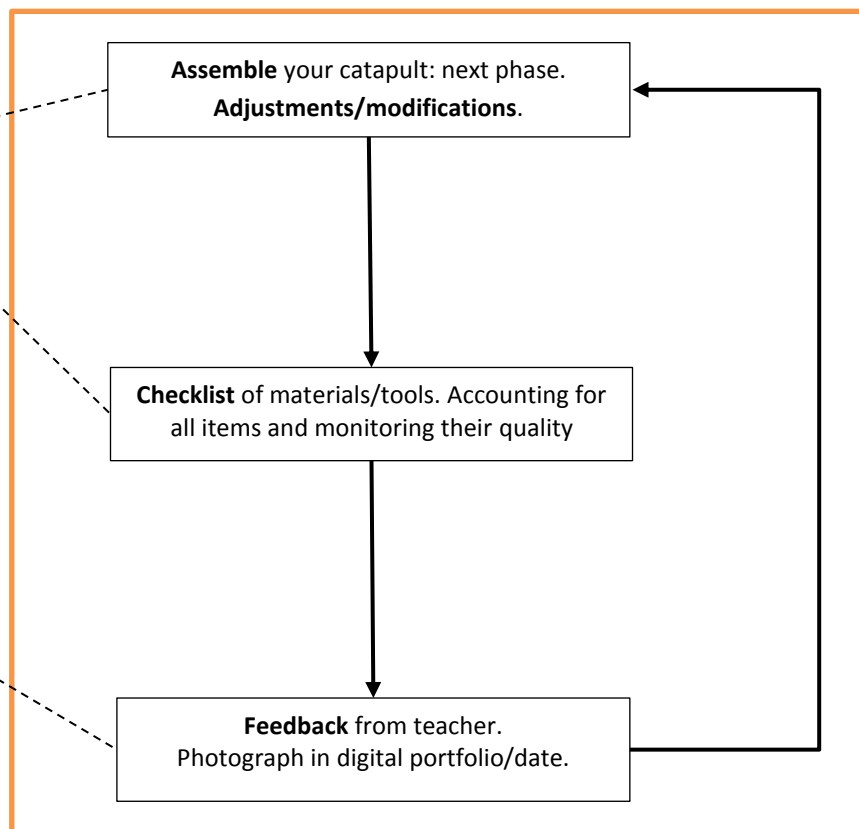 Assemble your catapult: next phase.
Adjustments/modifications.
Checklist of materials/tools. Accounting for
all items and monitoring their quality
Feedback from teacher.
Photograph in digital portfolio/date.